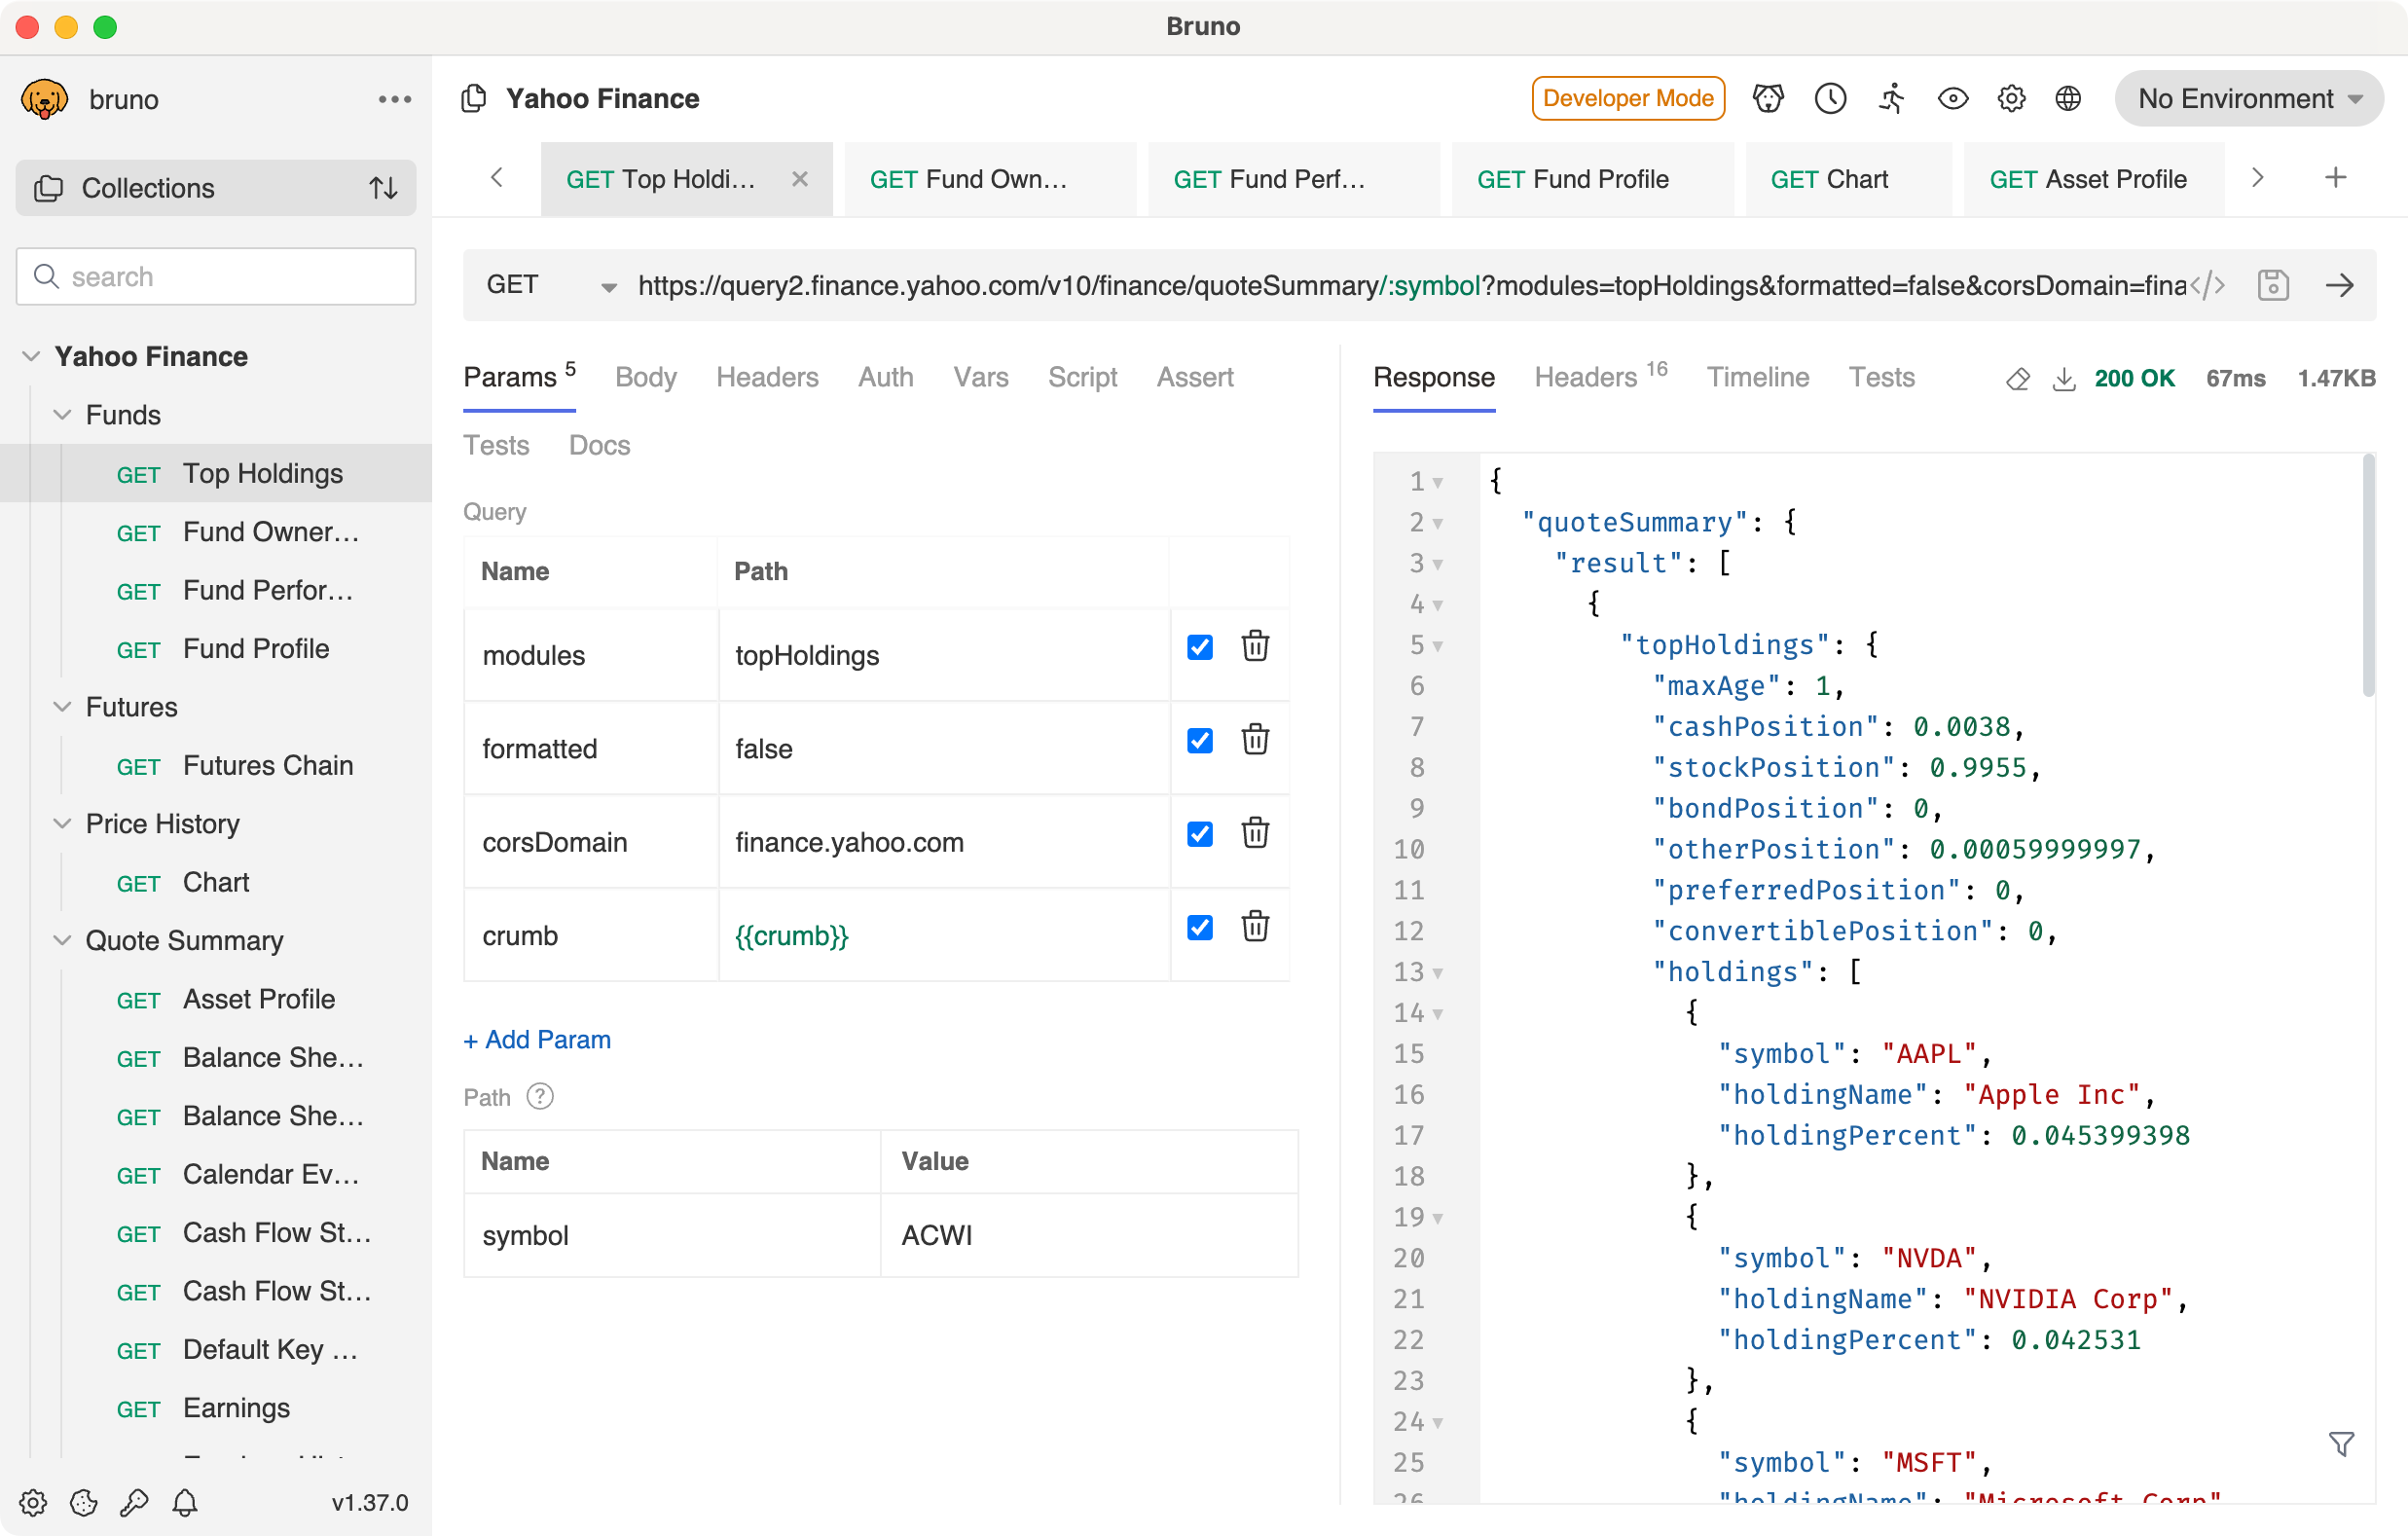 Bruno
bruno
Collections
search
Yahoo Finance
Funds
GET Top Holdings
GET Fund Owner…
GET Fund Perfor…
GET Fund Profile
Futures
GET Futures Chain
Price History
GET Chart
Quote Summary
GET Asset Profile
GET Balance She…
GET Balance She…
GET Calendar Ev…
GET Cash Flow St…
GET Cash Flow St…
GET Default Key …
GET Earnings
v1.37.0
Yahoo Finance
Developer Mode
No Environment
GET Top Holdi…
GET Fund Own…
GET Fund Perf…
GET Fund Profile
GET Chart
GET Asset Profile
GET https://query2.finance.yahoo.com/v10/finance/quoteSummary/:symbol?modules=topHoldings&formatted=false&corsDomain=fina
Params 5 Body Headers Auth Vars Script Assert
Tests Docs
Query
Name Path
modules topHoldings
formatted false
corsDomain finance.yahoo.com
crumb {{crumb}}
+ Add Param
Path ?
Name Value
symbol ACWI
Response Headers 16 Timeline Tests 200 OK 67ms 1.47KB
1 {
2 "quoteSummary": {
3 "result": [
4 {
5 "topHoldings": {
6 "maxAge": 1,
7 "cashPosition": 0.0038,
8 "stockPosition": 0.9955,
9 "bondPosition": 0,
10 "otherPosition": 0.00059999997,
11 "preferredPosition": 0,
12 "convertiblePosition": 0,
13 "holdings": [
14 {
15 "symbol": "AAPL",
16 "holdingName": "Apple Inc",
17 "holdingPercent": 0.045399398
18 },
19 {
20 "symbol": "NVDA",
21 "holdingName": "NVIDIA Corp",
22 "holdingPercent": 0.042531
23 },
24 {
25 "symbol": "MSFT",
26 "holdingName": "Microsoft Corp"